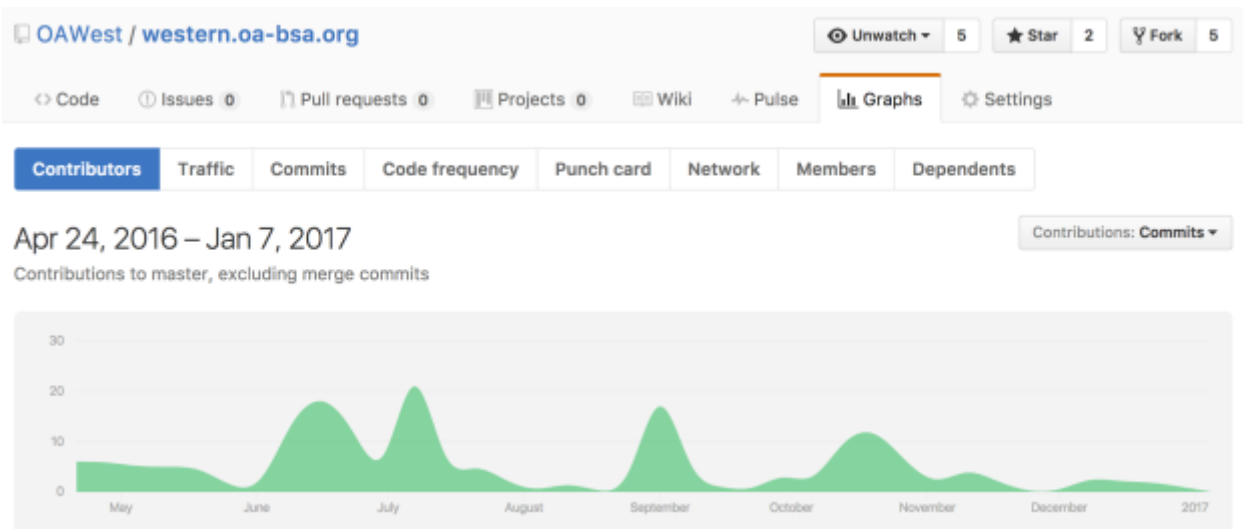 OAWest / western.oa-bsa.org Unwatch 5 Star 2 Fork 5
Code Issues 0 Pull requests 0 Projects 0 Wiki Pulse Graphs Settings
Contributors Traffic Commits Code frequency Punch card Network Members Dependents
Apr 24, 2016 – Jan 7, 2017 Contributions: Commits
Contributions to master, excluding merge commits
30
20
10
0
May June July August September October November December 2017